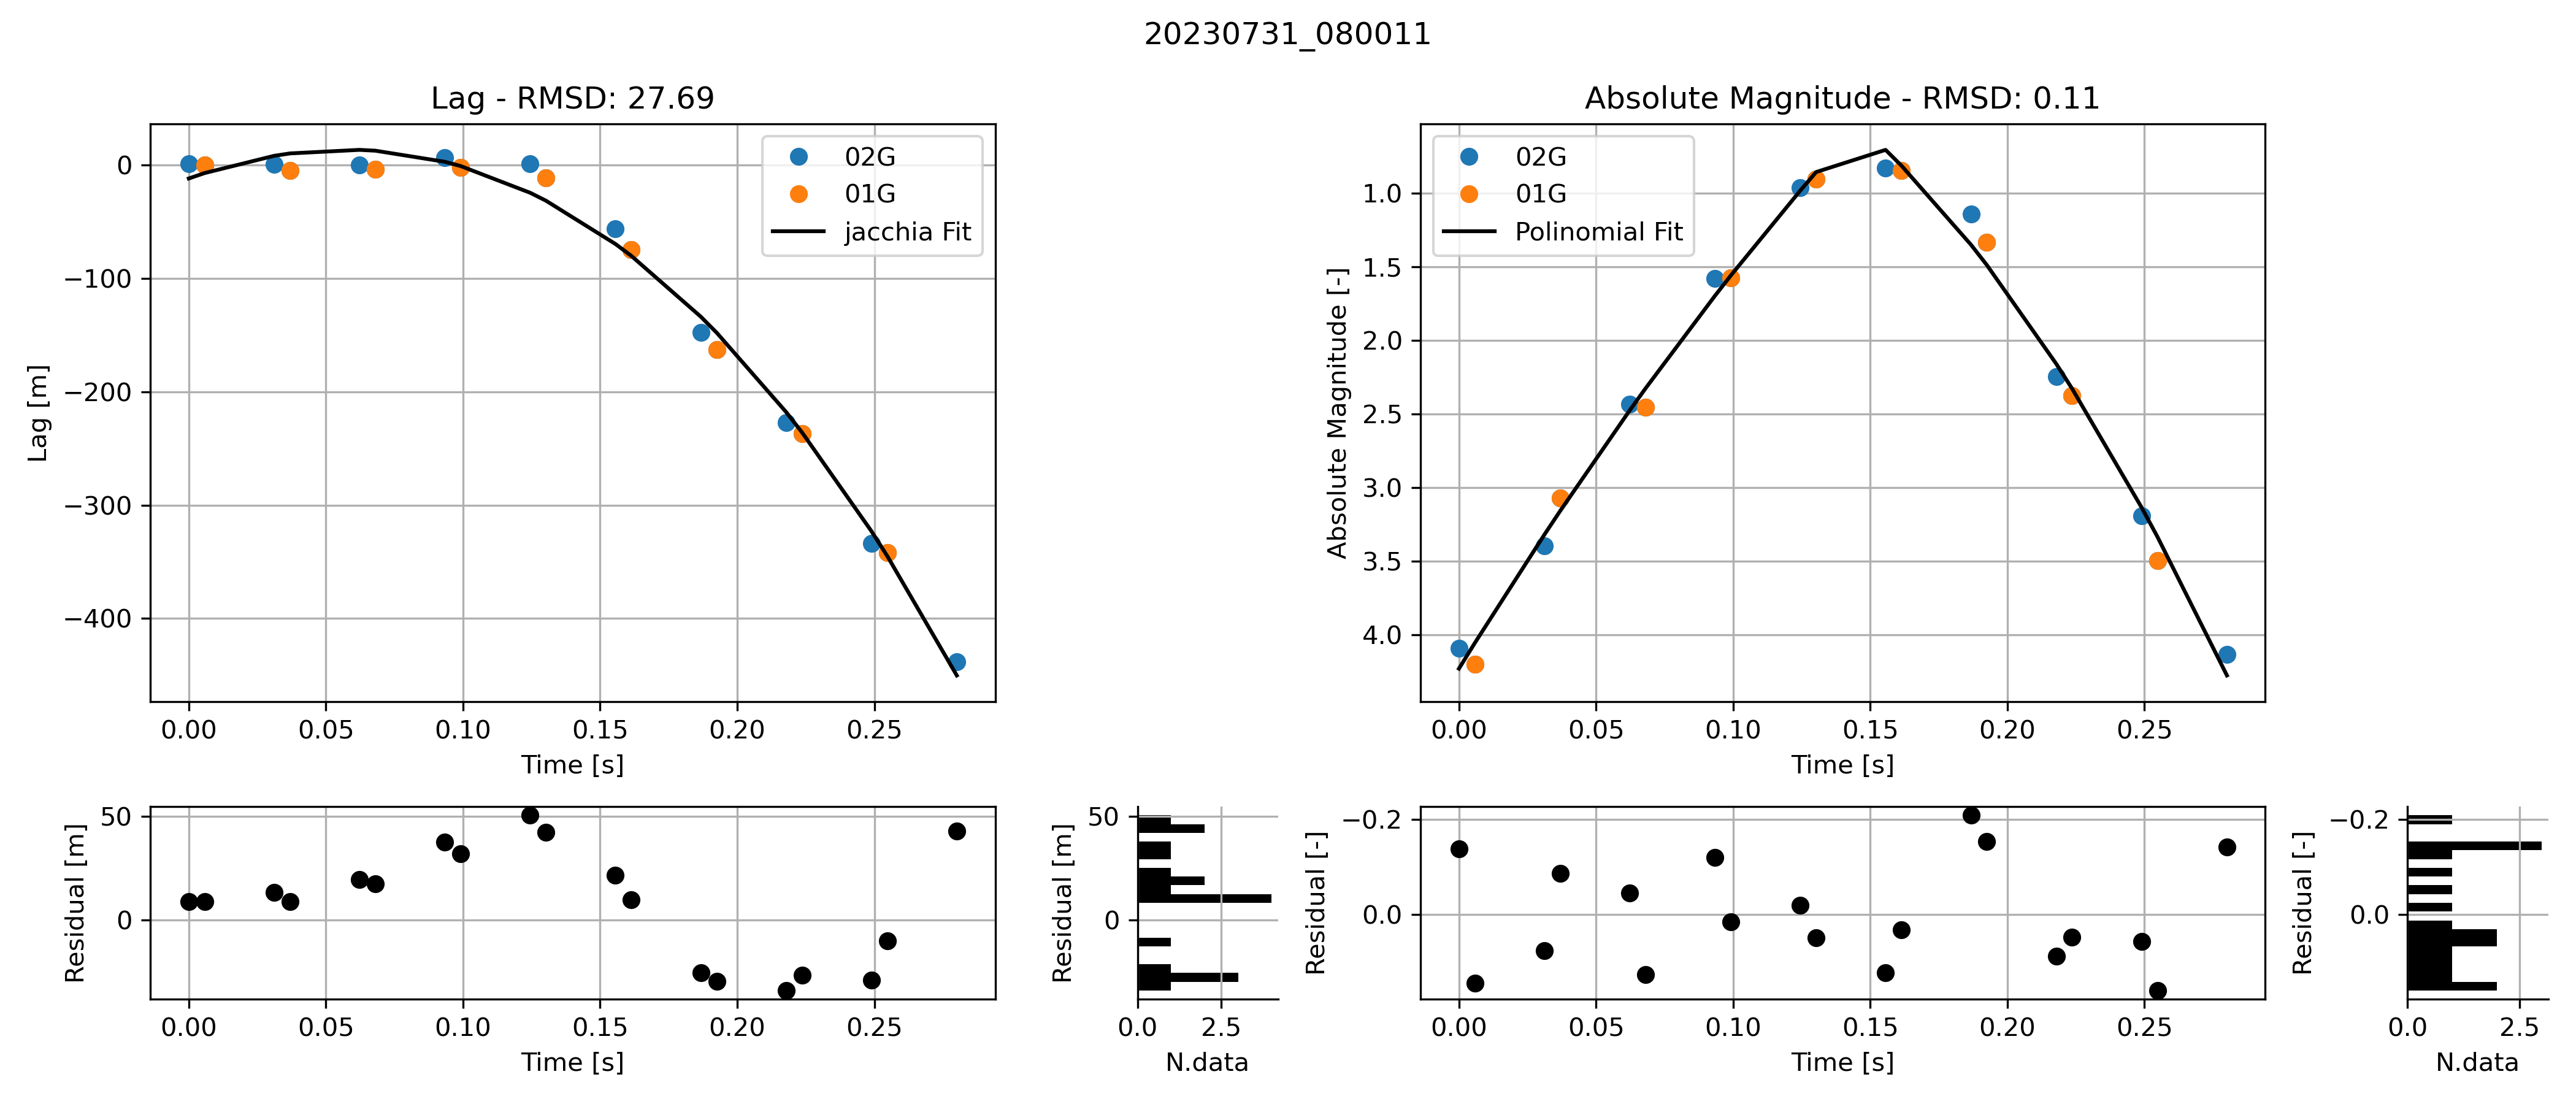 20230731_080011
Lag - RMSD: 27.69
02G
01G
jacchia Fit
0
−100
−200
−300
−400
Lag [m]
0.00 0.05 0.10 0.15 0.20 0.25
Time [s]
Absolute Magnitude - RMSD: 0.11
02G
01G
Polinomial Fit
1.0
1.5
2.0
2.5
3.0
3.5
4.0
Absolute Magnitude [-]
0.00 0.05 0.10 0.15 0.20 0.25
Time [s]
50
0
Residual [m]
0.00 0.05 0.10 0.15 0.20 0.25
Time [s]
50
0
Residual [m]
0.0 2.5
N.data
−0.2
0.0
Residual [-]
0.00 0.05 0.10 0.15 0.20 0.25
Time [s]
−0.2
0.0
Residual [-]
0.0 2.5
N.data